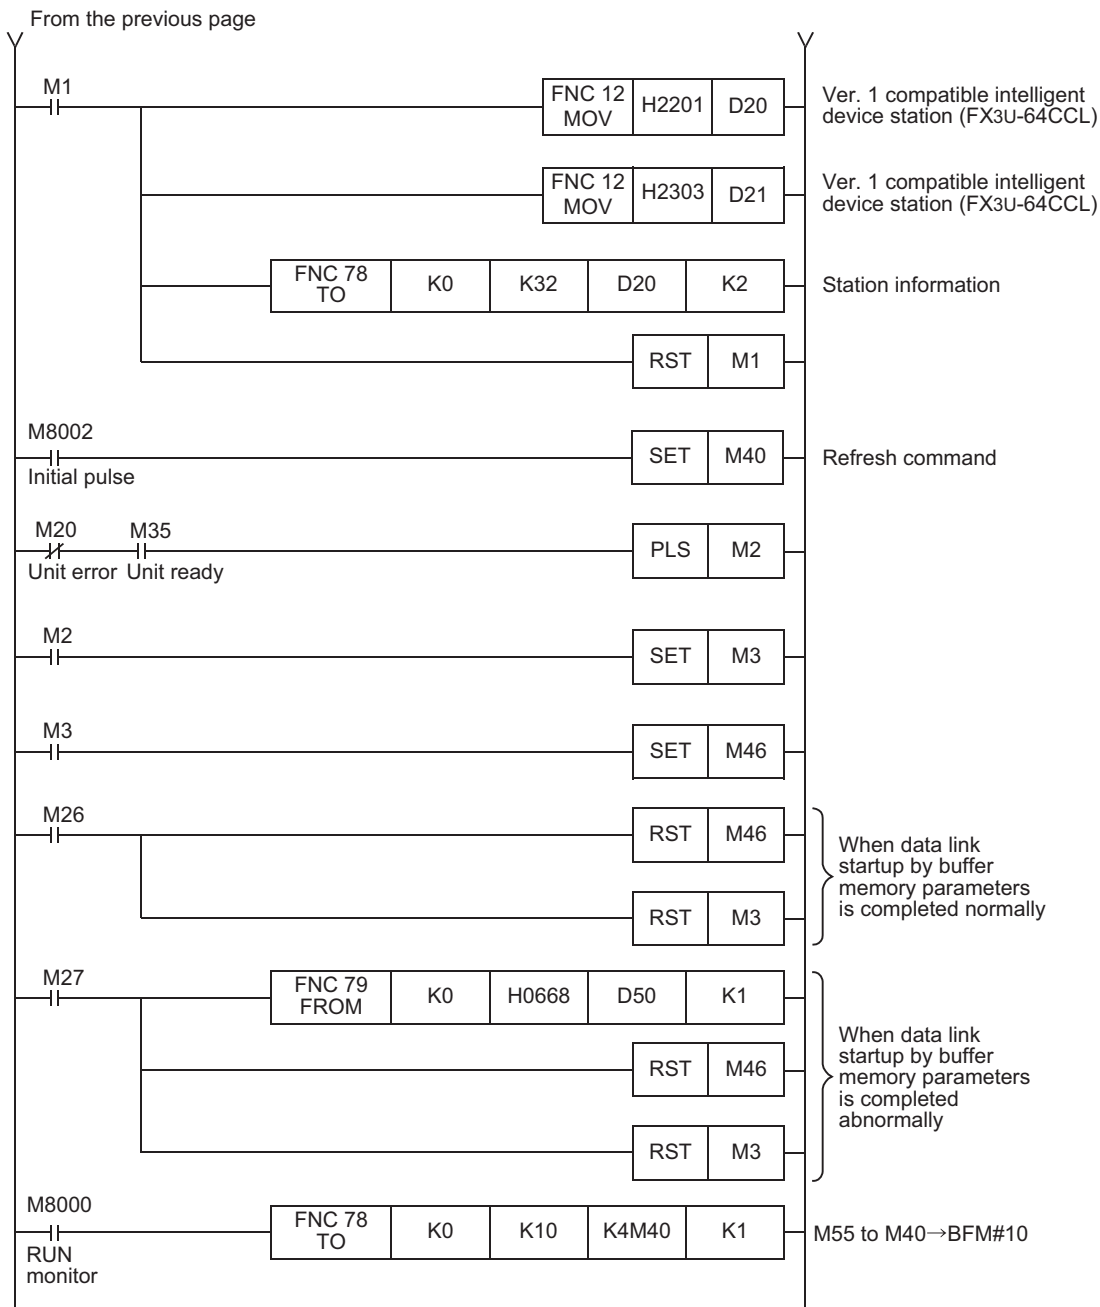 From the previous page
M1
FNC 12 MOV H2201 D20
Ver. 1 compatible intelligent
device station (FX3U-64CCL)
FNC 12 MOV H2303 D21
Ver. 1 compatible intelligent
device station (FX3U-64CCL)
FNC 78 TO K0 K32 D20 K2
Station information
RST M1
M8002
Initial pulse
SET M40
Refresh command
M20 M35
Unit error Unit ready
PLS M2
M2
SET M3
M3
SET M46
M26
RST M46
RST M3
When data link
startup by buffer
memory parameters
is completed normally
M27
FNC 79 FROM K0 H0668 D50 K1
RST M46
RST M3
When data link
startup by buffer
memory parameters
is completed
abnormally
M8000
RUN
monitor
FNC 78 TO K0 K10 K4M40 K1
M55 to M40→BFM#10